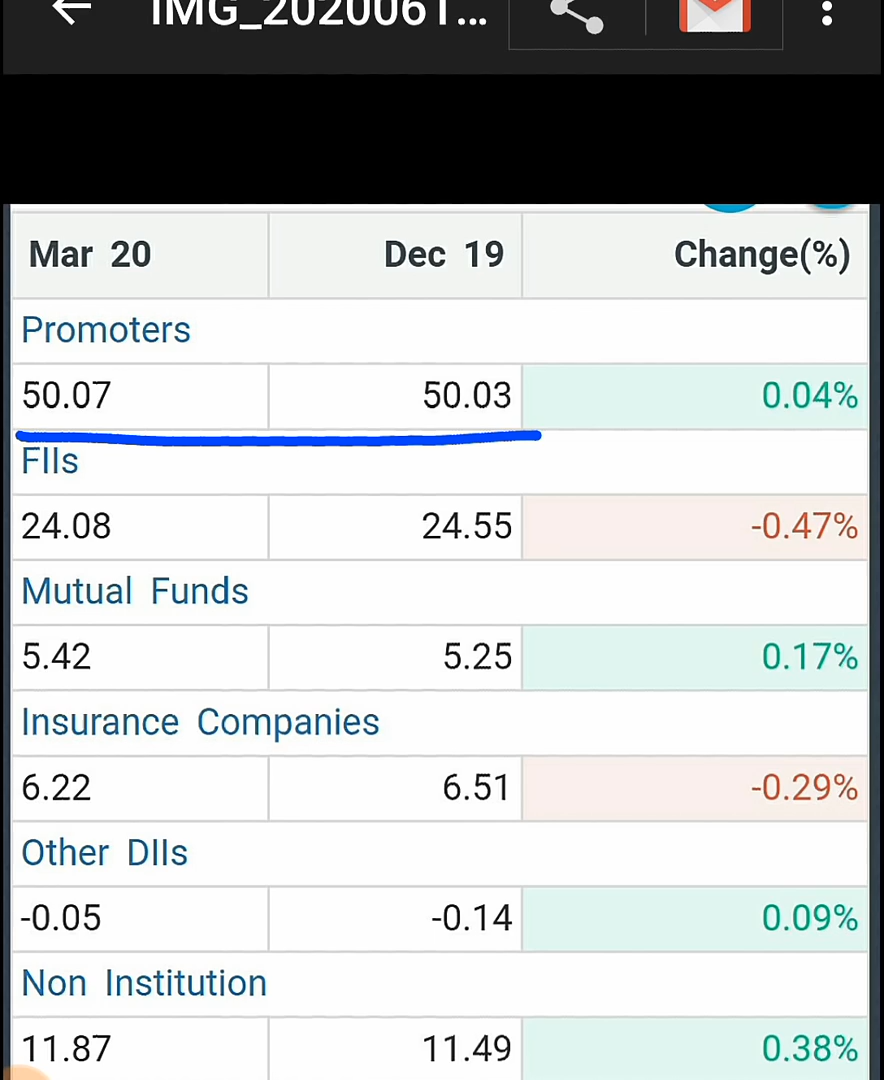 IMG_2020061...
Mar 20 Dec 19 Change(%)
Promoters
50.07 50.03 0.04%
FIIs
24.08 24.55 -0.47%
Mutual Funds
5.42 5.25 0.17%
Insurance Companies
6.22 6.51 -0.29%
Other DIIs
-0.05 -0.14 0.09%
Non Institution
11.87 11.49 0.38%